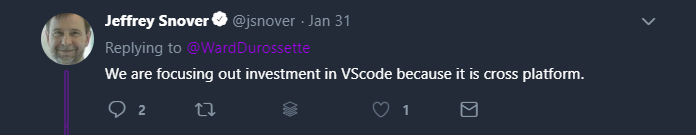 Jeffrey Snover @jsnover · Jan 31
Replying to @WardDurossette
We are focusing out investment in VScode because it is cross platform.
2 1